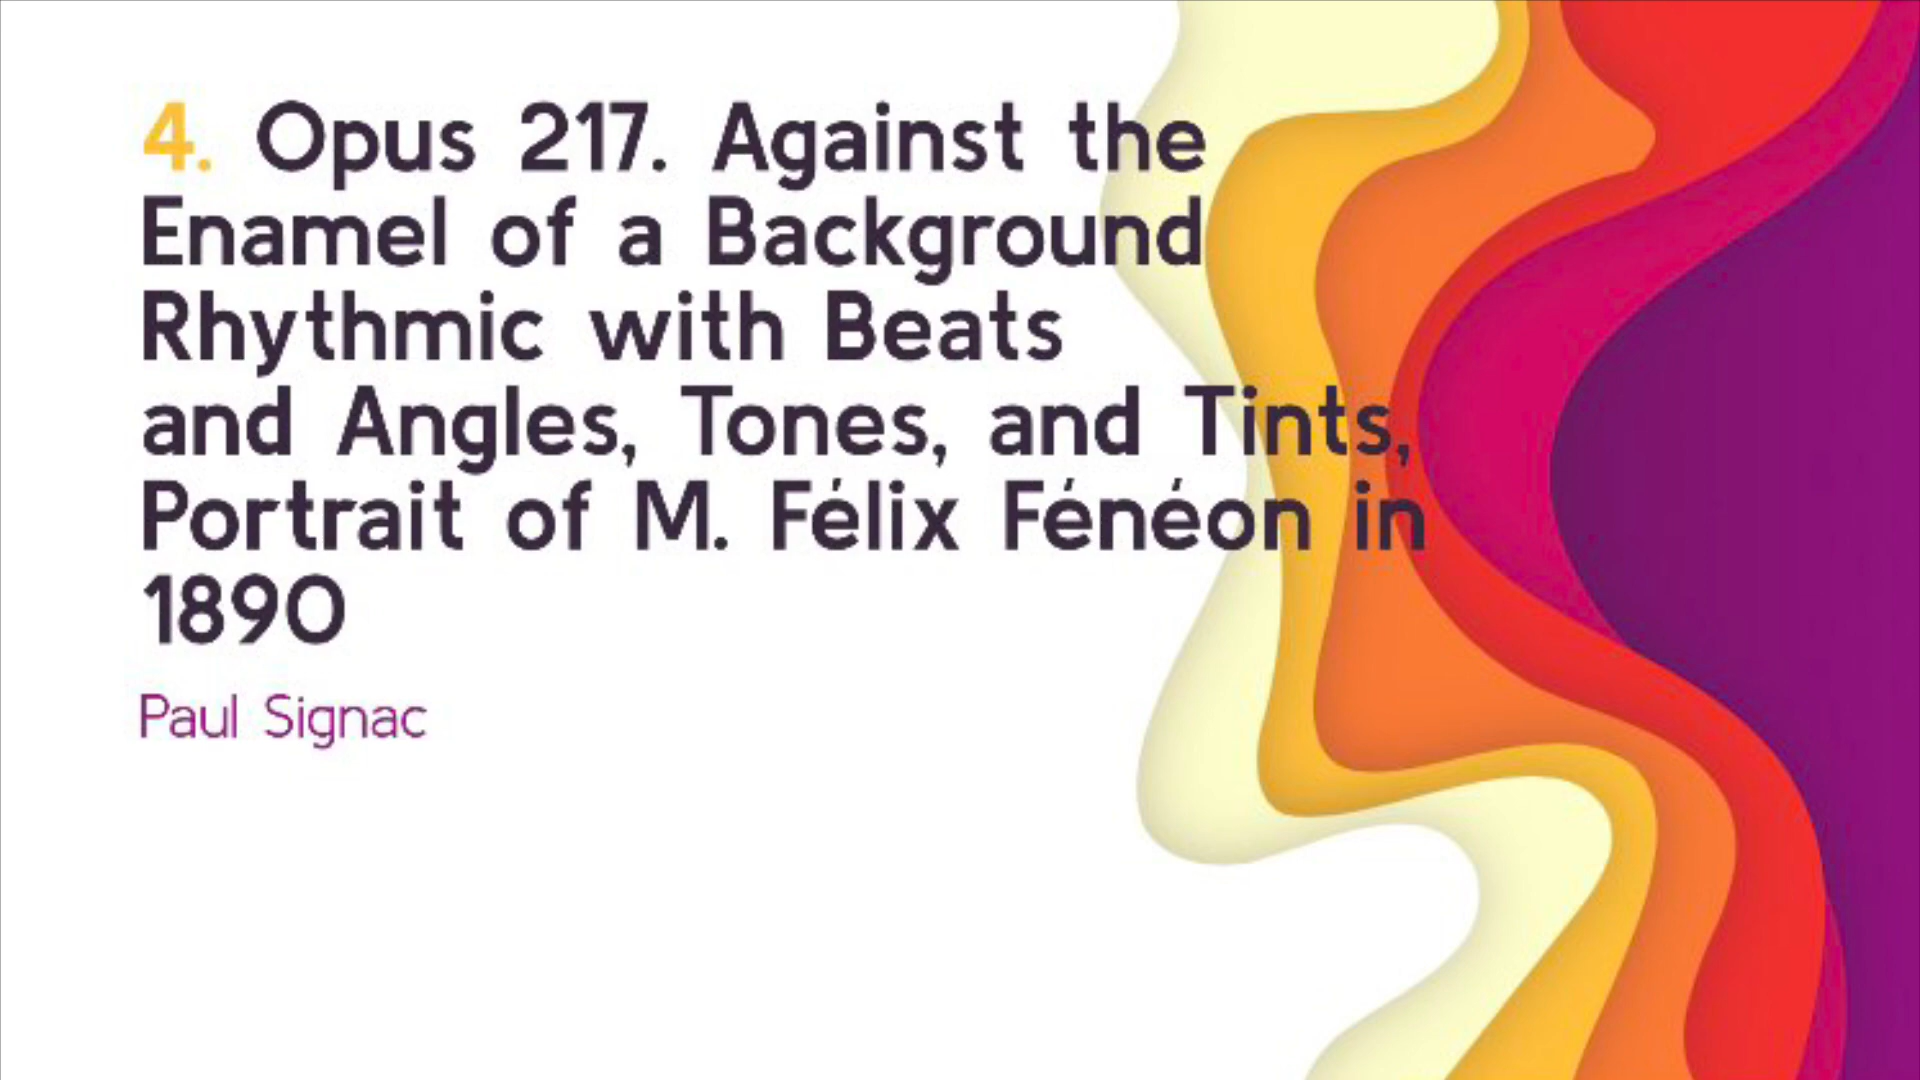 4. Opus 217. Against the
Enamel of a Background
Rhythmic with Beats
and Angles, Tones, and Tints,
Portrait of M. Félix Fénéon in
1890
Paul Signac